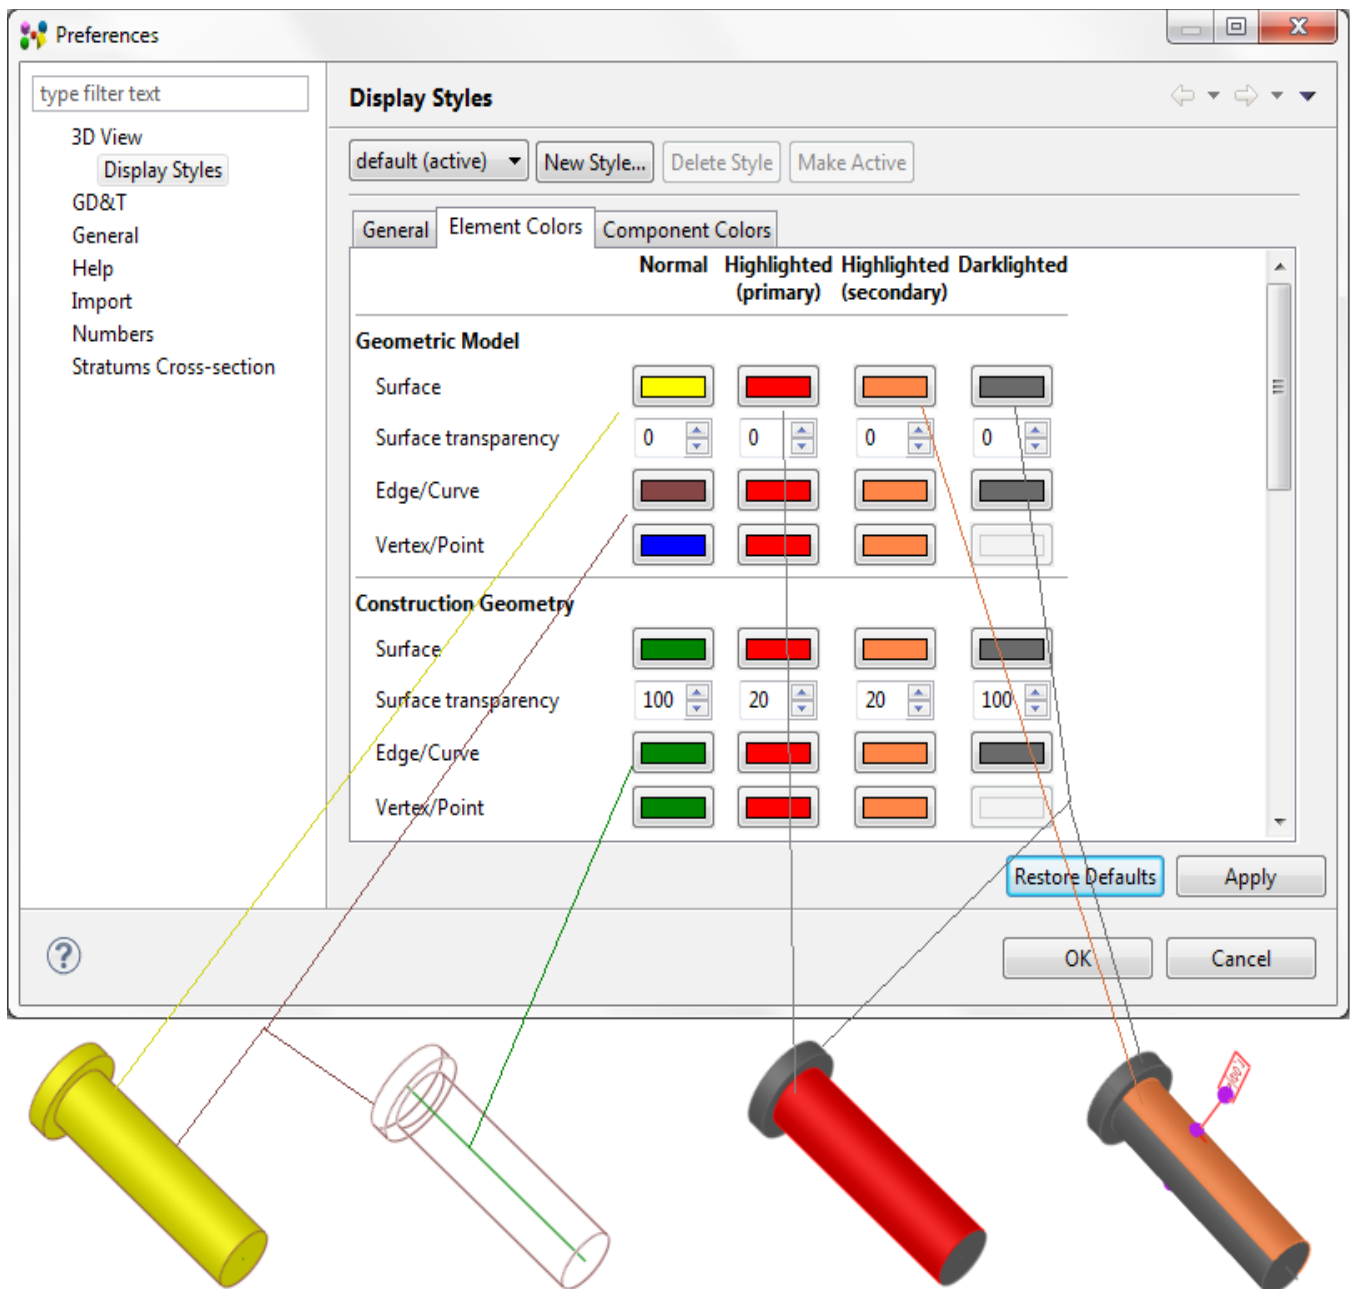 Preferences
type filter text
3D View
Display Styles
GD&T
General
Help
Import
Numbers
Stratums Cross-section
Display Styles
default (active) New Style... Delete Style Make Active
General Element Colors Component Colors
Normal Highlighted Highlighted Darklighted
(primary) (secondary)
Geometric Model
Surface
Surface transparency 0 0 0 0
Edge/Curve
Vertex/Point
Construction Geometry
Surface
Surface transparency 100 20 20 100
Edge/Curve
Vertex/Point
Restore Defaults Apply
? OK Cancel